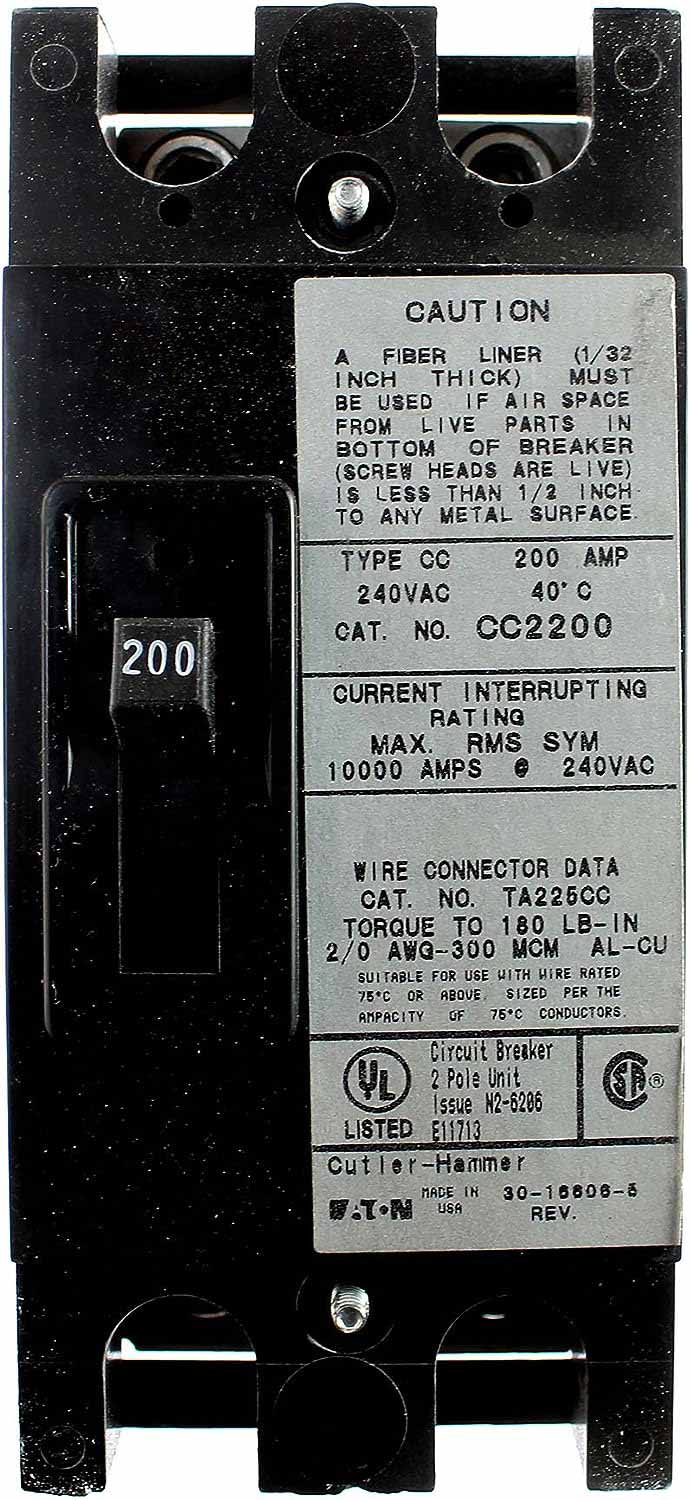 CAUTION
A FIBER LINER (1/32
INCH THICK) MUST
BE USED IF AIR SPACE
FROM LIVE PARTS IN
BOTTOM OF BREAKER
(SCREW HEADS ARE LIVE)
IS LESS THAN 1/2 INCH
TO ANY METAL SURFACE.
TYPE CC 200 AMP
240VAC 40°C
CAT. NO. CC2200
200
CURRENT INTERRUPTING
RATING
MAX. RMS SYM
10000 AMPS @ 240VAC
WIRE CONNECTOR DATA
CAT. NO. TA225CC
TORQUE TO 180 LB-IN
2/0 AWG-300 MCM AL-CU
SUITABLE FOR USE WITH WIRE RATED
75°C OR ABOVE. SIZED PER THE
AMPACITY OF 75°C CONDUCTORS.
UL
LISTED
Circuit Breaker
2 Pole Unit
Issue N2-6206
E11713
SA ®
Cutler-Hammer
EAT•N
MADE IN
USA
30-16606-5
REV.